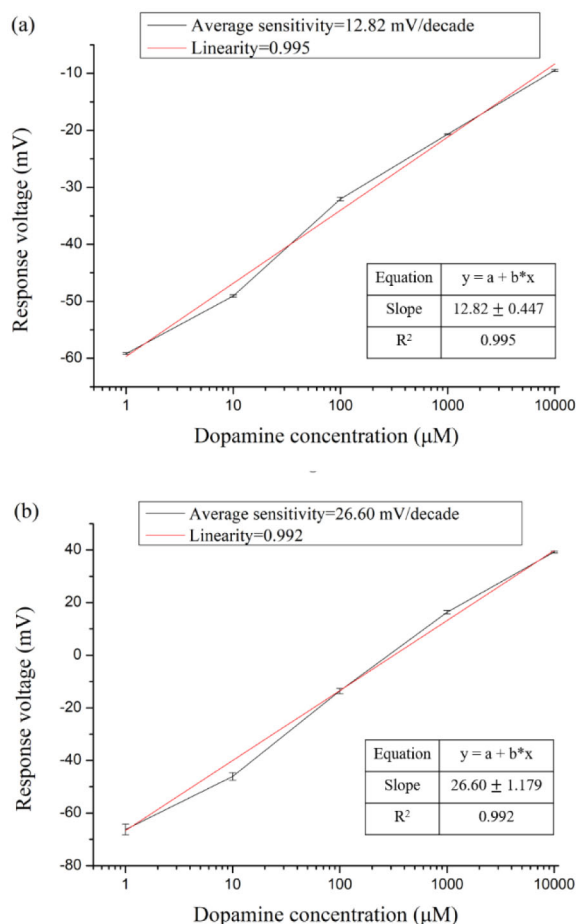 (a)
Average sensitivity=12.82 mV/decade
Linearity=0.995
Response voltage (mV)
-10
-20
-30
-40
-50
-60
Equation y = a + b*x
Slope 12.82 ± 0.447
R² 0.995
1 10 100 1000 10000
Dopamine concentration (μM)
(b)
Average sensitivity=26.60 mV/decade
Linearity=0.992
Response voltage (mV)
40
20
0
-20
-40
-60
-80
Equation y = a + b*x
Slope 26.60 ± 1.179
R² 0.992
1 10 100 1000 10000
Dopamine concentration (μM)